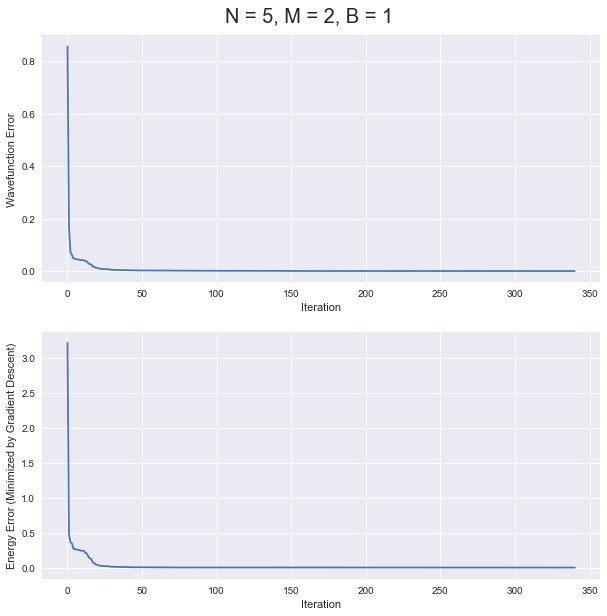 N = 5, M = 2, B = 1
0.8
0.6
0.4
0.2
0.0
Wavefunction Error
0 50 100 150 200 250 300 350
Iteration
3.0
2.5
2.0
1.5
1.0
0.5
0.0
Energy Error (Minimized by Gradient Descent)
0 50 100 150 200 250 300 350
Iteration